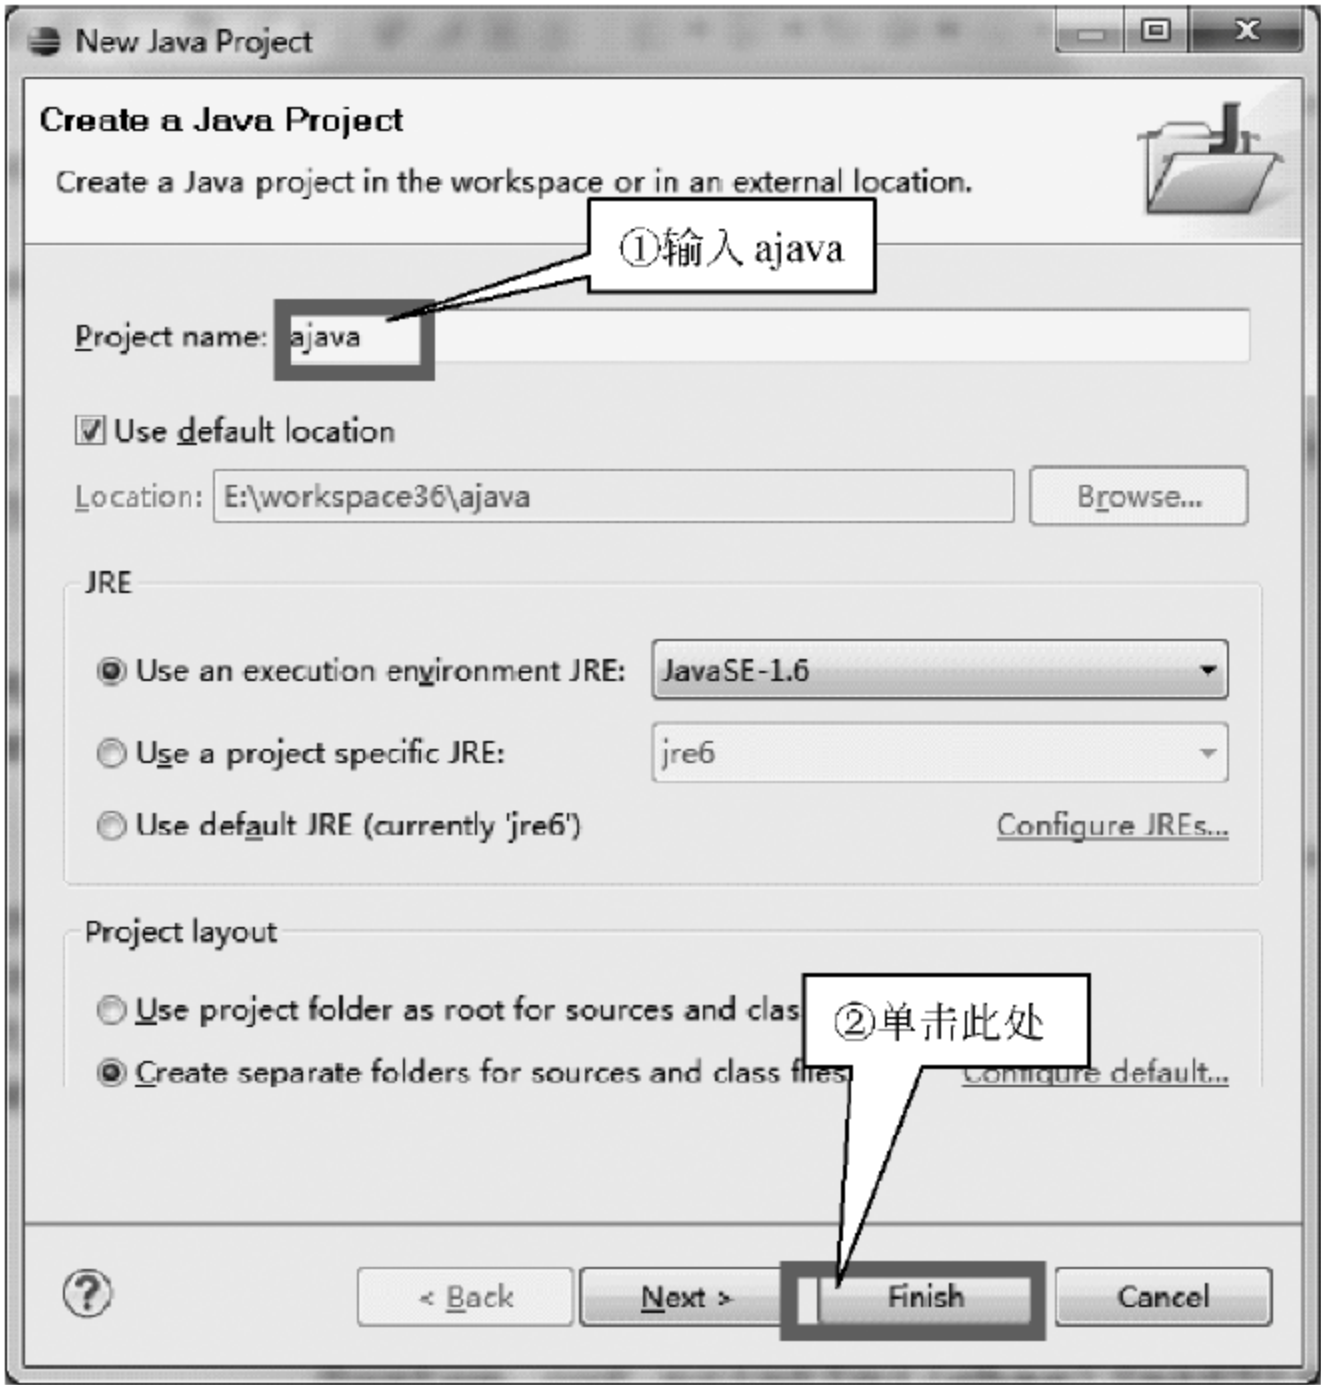 New Java Project
Create a Java Project
Create a Java project in the workspace or in an external location.
①输入 ajava
Project name: ajava
Use default location
Location: E:\workspace36\ajava Browse...
JRE
Use an execution environment JRE: JavaSE-1.6
Use a project specific JRE: jre6
Use default JRE (currently 'jre6') Configure JREs...
Project layout
Use project folder as root for sources and clas
②单击此处
Create separate folders for sources and class files Configure default...
? < Back Next > Finish Cancel